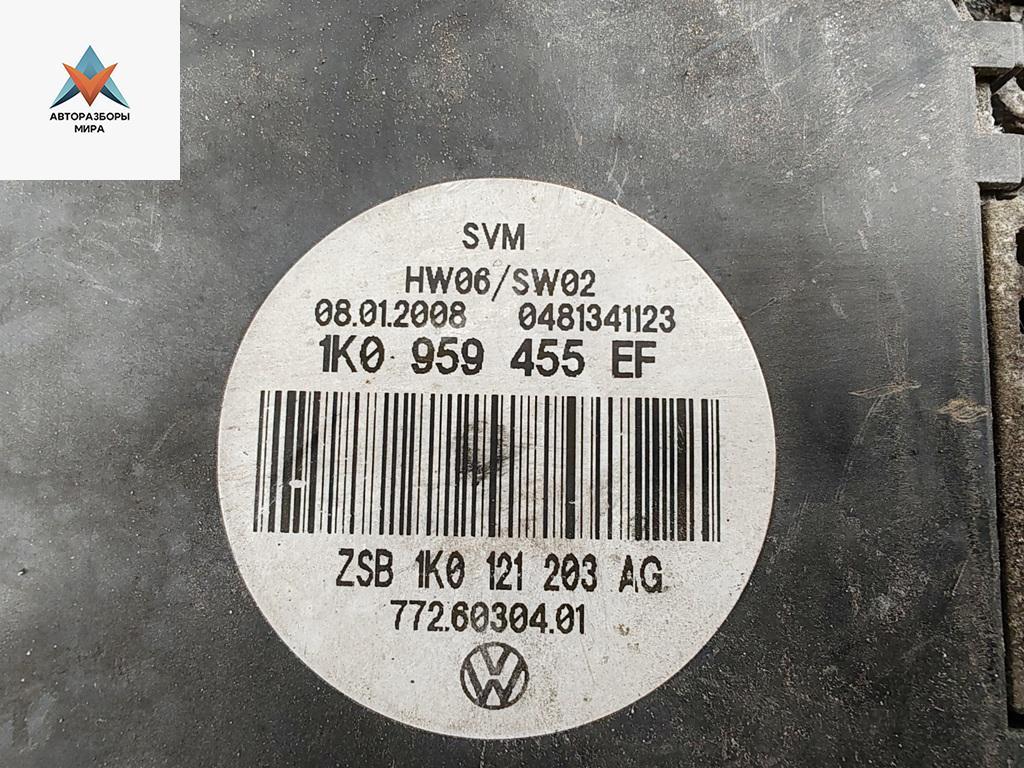 АВТОРАЗБОРЫ
МИРА
SVM
HW06/SW02
08.01.2008 0481341123
1K0 959 455 EF
ZSB 1K0 121 203 AG
772.60304.01